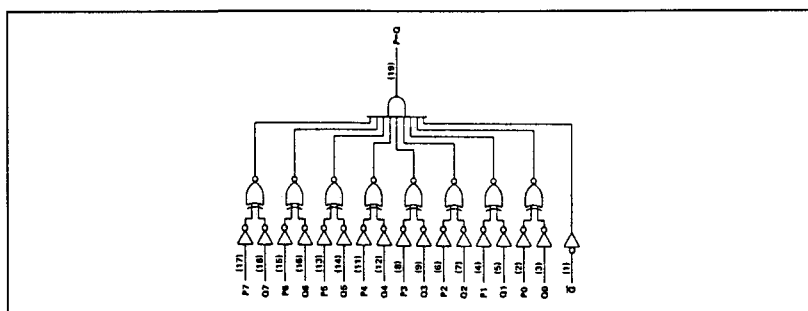 P=Q
(19)
(17) (18) (15) (16) (13) (14) (11) (12) (8) (9) (6) (7) (4) (5) (2) (3) (1)
P7 Q7 P6 Q6 P5 Q5 P4 Q4 P3 Q3 P2 Q2 P1 Q1 P0 Q0 G̅